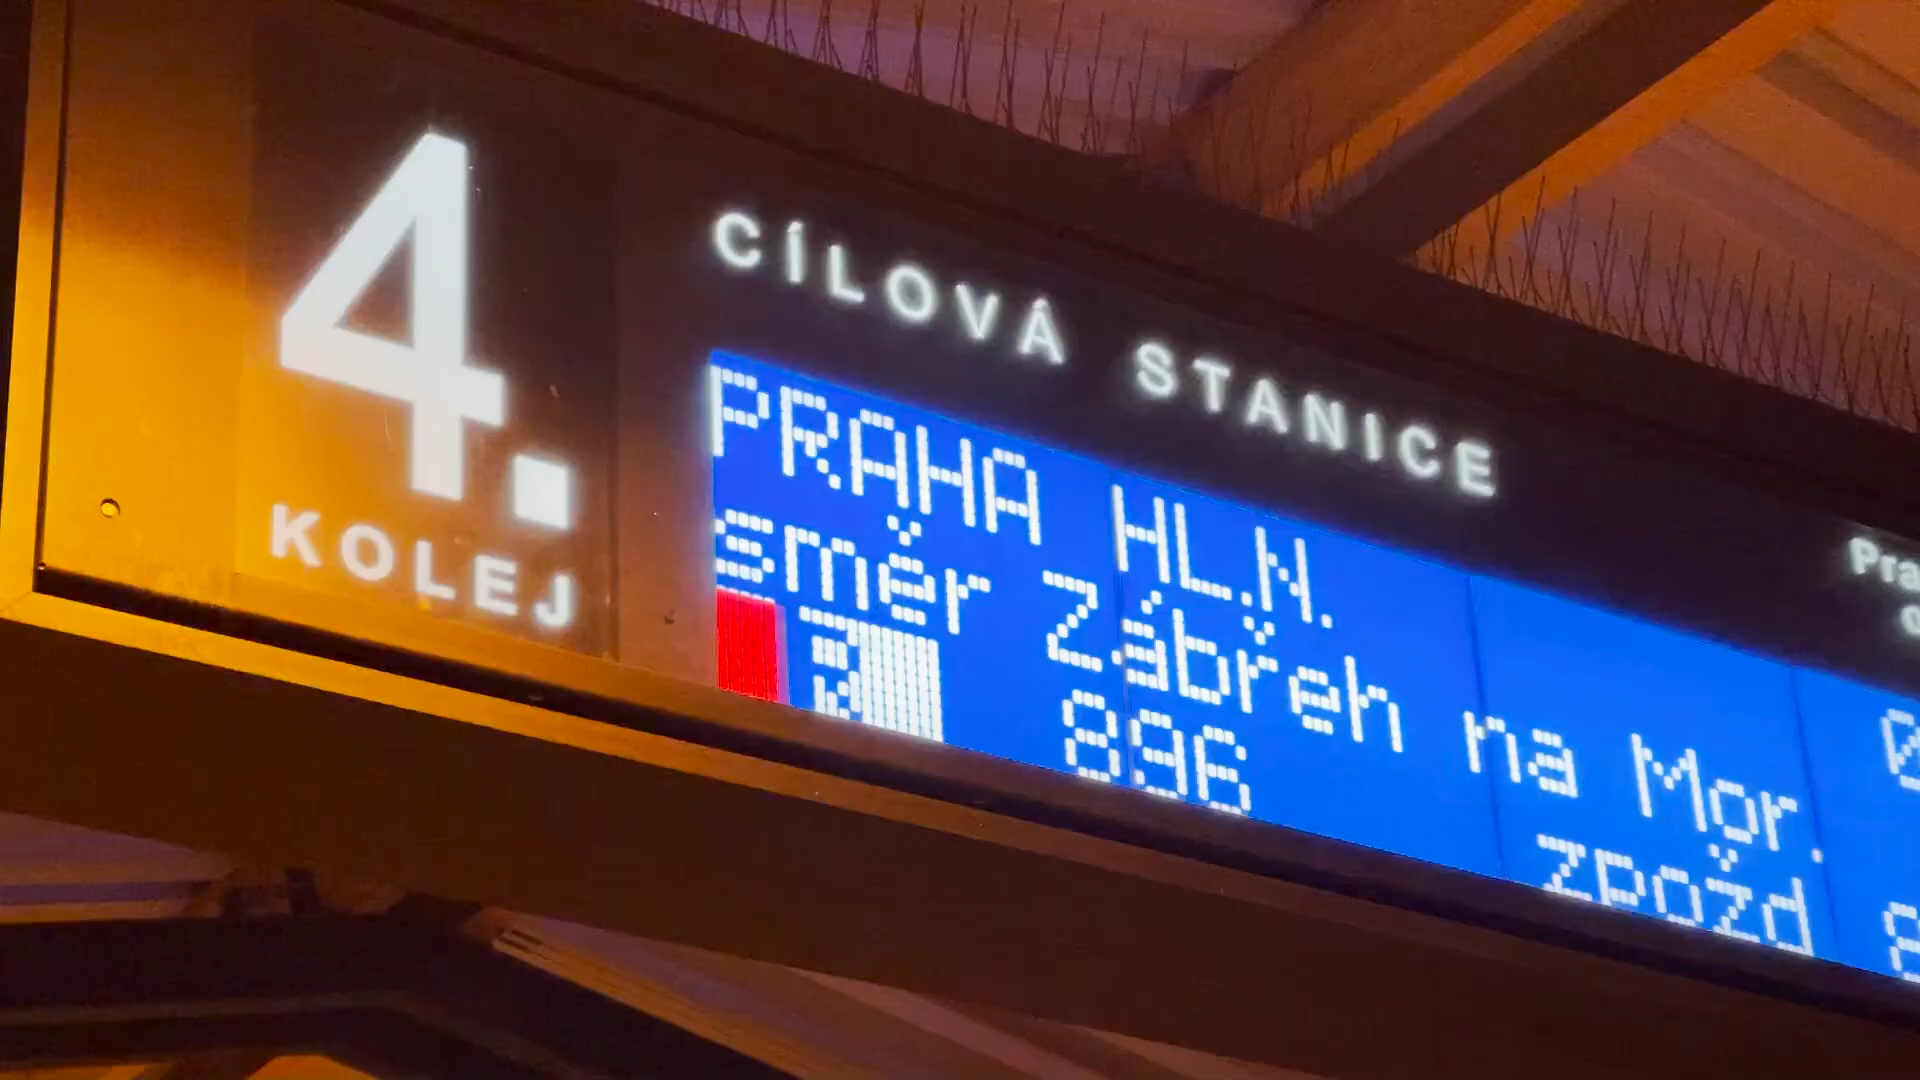 4.
KOLEJ
CÍLOVÁ STANICE
PRAHA HL.N.
směr Zábřeh na Mor.
896 zpožd